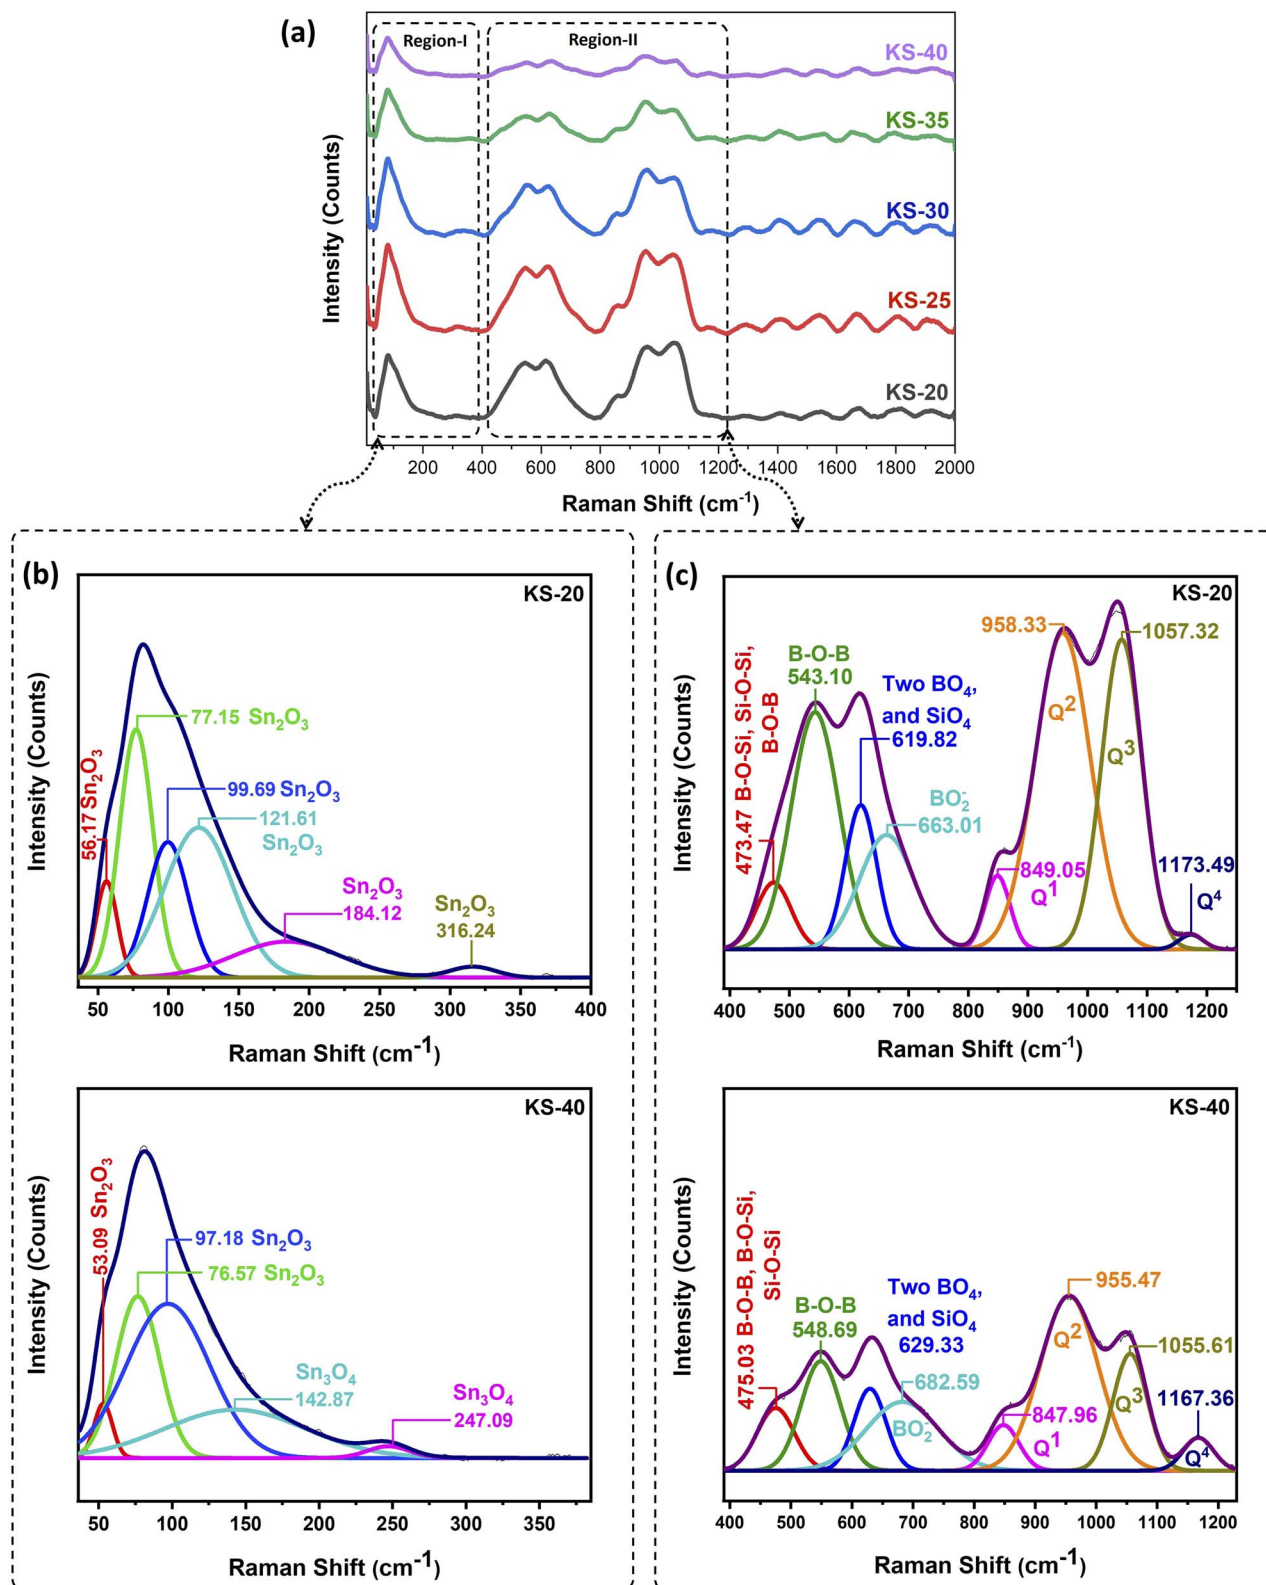 (a)
Region-I
Region-II
KS-40
KS-35
KS-30
KS-25
KS-20
Intensity (Counts)
Intensity (Counts)
200 400 600 800 1000 1200 1400 1600 1800 2000
Raman Shift (cm⁻¹)
(b)
KS-20
Intensity (Counts)
56.17 Sn₂O₃
77.15 Sn₂O₃
99.69 Sn₂O₃
121.61
Sn₂O₃
Sn₂O₃
184.12
Sn₂O₃
316.24
50 100 150 200 250 300 350 400
Raman Shift (cm⁻¹)
KS-40
Intensity (Counts)
53.09 Sn₂O₃
97.18 Sn₂O₃
76.57 Sn₂O₃
Sn₃O₄
142.87
Sn₃O₄
247.09
50 100 150 200 250 300 350
Raman Shift (cm⁻¹)
(c)
KS-20
Intensity (Counts)
473.47 B-O-Si, Si-O-Si,
B-O-B
B-O-B
543.10
Two BO₄,
and SiO₄
619.82
BO₂⁻
663.01
849.05
Q¹
958.33
Q²
1057.32
Q³
1173.49
Q⁴
400 500 600 700 800 900 1000 1100 1200
Raman Shift (cm⁻¹)
KS-40
Intensity (Counts)
475.03 B-O-B, B-O-Si,
Si-O-Si
B-O-B
548.69
Two BO₄,
and SiO₄
629.33
682.59
BO₂⁻
847.96
Q¹
955.47
Q²
1055.61
Q³
1167.36
Q⁴
400 500 600 700 800 900 1000 1100 1200
Raman Shift (cm⁻¹)